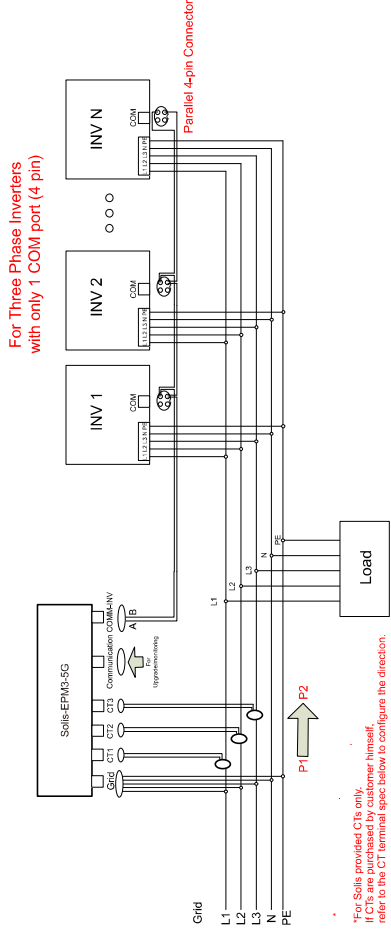 For Three Phase Inverters
with only 1 COM port (4 pin)
Parallel 4-pin Connector
Solis-EPM3-5G
Grid
CT1
CT2
CT3
Communication
COMM-INV
A
B
For
Upgrade/monitoring
INV 1
L1 L2 L3 N PE
COM
INV 2
L1 L2 L3 N PE
COM
INV N
L1 L2 L3 N PE
COM
Grid
L1
L2
L3
N
PE
L1
L2
L3
N
PE
Load
P1
P2
*
*For Solis provided CTs only.
If CTs are purchased by customer himself,
refer to the CT terminal spec below to configure the direction.